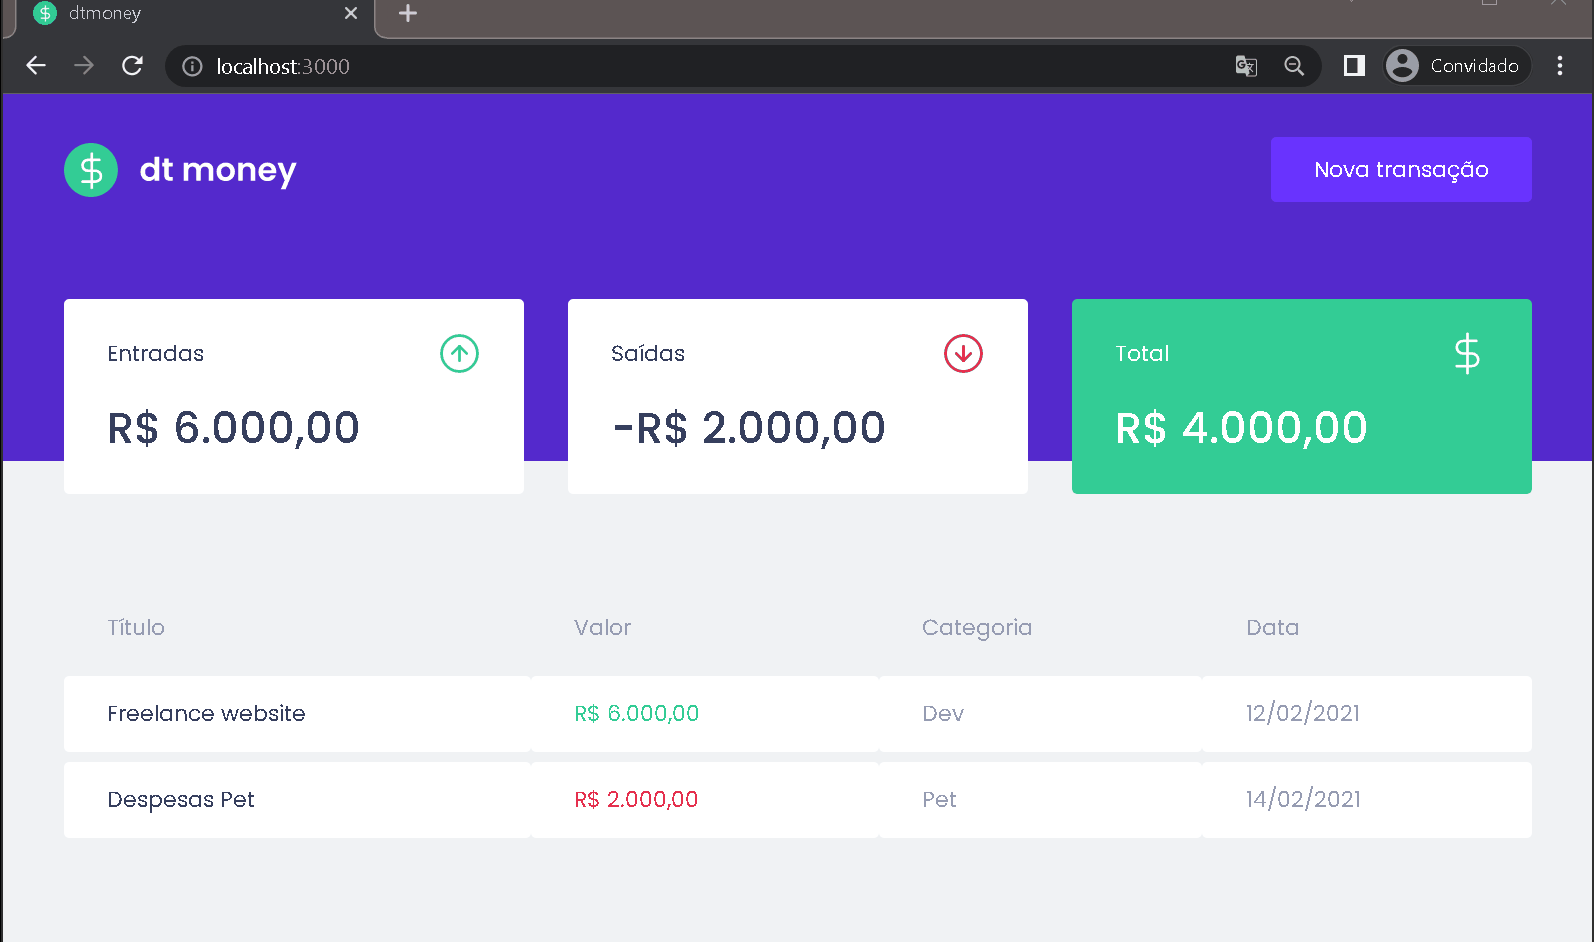 dtmoney
localhost:3000
Convidado
dt money
Nova transação
Entradas
R$ 6.000,00
Saídas
-R$ 2.000,00
Total
R$ 4.000,00
Título Valor Categoria Data
Freelance website R$ 6.000,00 Dev 12/02/2021
Despesas Pet R$ 2.000,00 Pet 14/02/2021